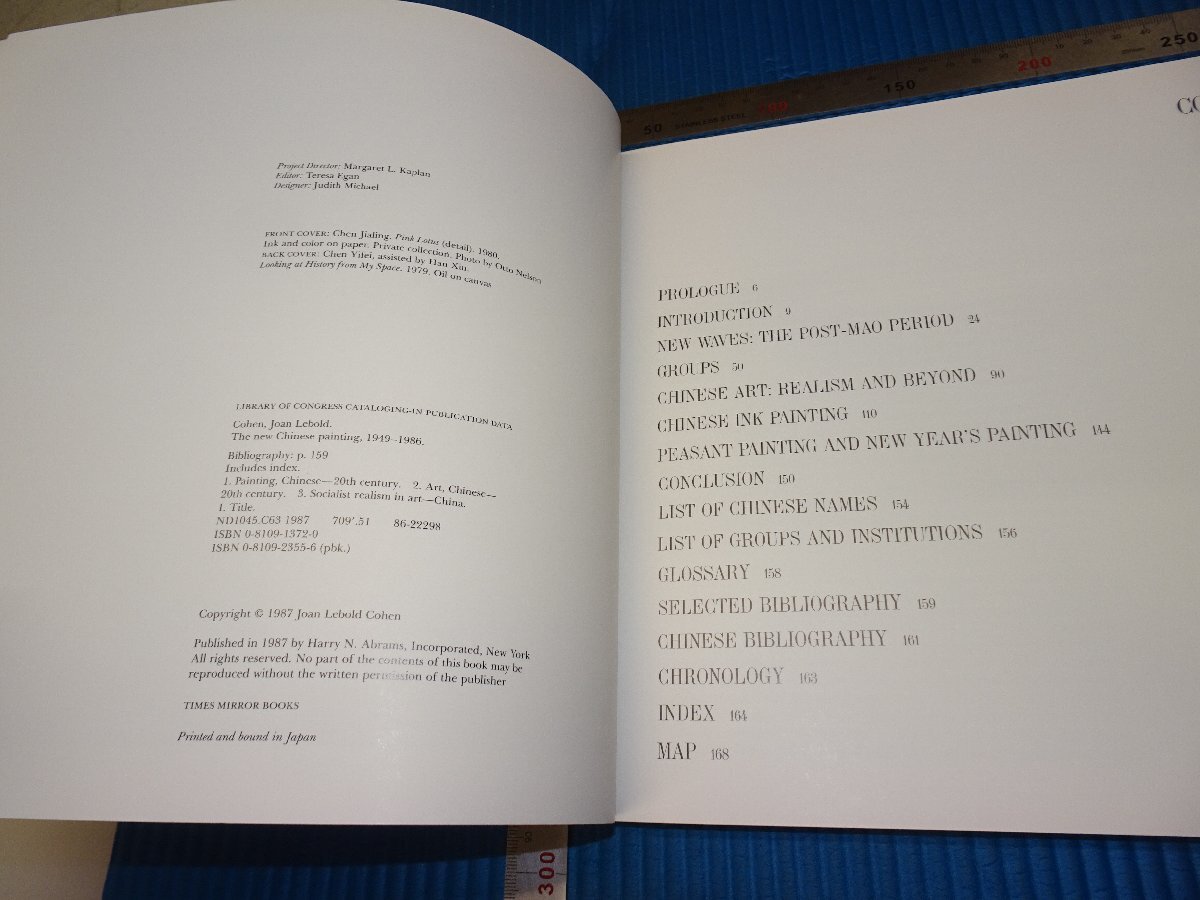 Project Director: Margaret L. Kaplan
Editor: Teresa Egan
Designer: Judith Michael
FRONT COVER: Chen Jialing. Pink Lotus (detail). 1980.
Ink and color on paper. Private collection. Photo by Otto Nelson
BACK COVER: Chen Yifei, assisted by Han Xin.
Looking at History from My Space. 1979. Oil on canvas
LIBRARY OF CONGRESS CATALOGING-IN PUBLICATION DATA
Cohen, Joan Lebold.
The new Chinese painting, 1949–1986.
Bibliography: p. 159
Includes index.
1. Painting, Chinese—20th century. 2. Art, Chinese—
20th century. 3. Socialist realism in art—China.
I. Title.
ND1045.C63 1987 709'.51 86-22298
ISBN 0-8109-1372-0
ISBN 0-8109-2355-6 (pbk.)
Copyright © 1987 Joan Lebold Cohen
Published in 1987 by Harry N. Abrams, Incorporated, New York
All rights reserved. No part of the contents of this book may be
reproduced without the written permission of the publisher
TIMES MIRROR BOOKS
Printed and bound in Japan
50 STAINLESS STEEL 100 150 200 250
CO
PROLOGUE 6
INTRODUCTION 9
NEW WAVES: THE POST-MAO PERIOD 24
GROUPS 50
CHINESE ART: REALISM AND BEYOND 90
CHINESE INK PAINTING 110
PEASANT PAINTING AND NEW YEAR'S PAINTING 144
CONCLUSION 150
LIST OF CHINESE NAMES 154
LIST OF GROUPS AND INSTITUTIONS 156
GLOSSARY 158
SELECTED BIBLIOGRAPHY 159
CHINESE BIBLIOGRAPHY 161
CHRONOLOGY 163
INDEX 164
MAP 168
300